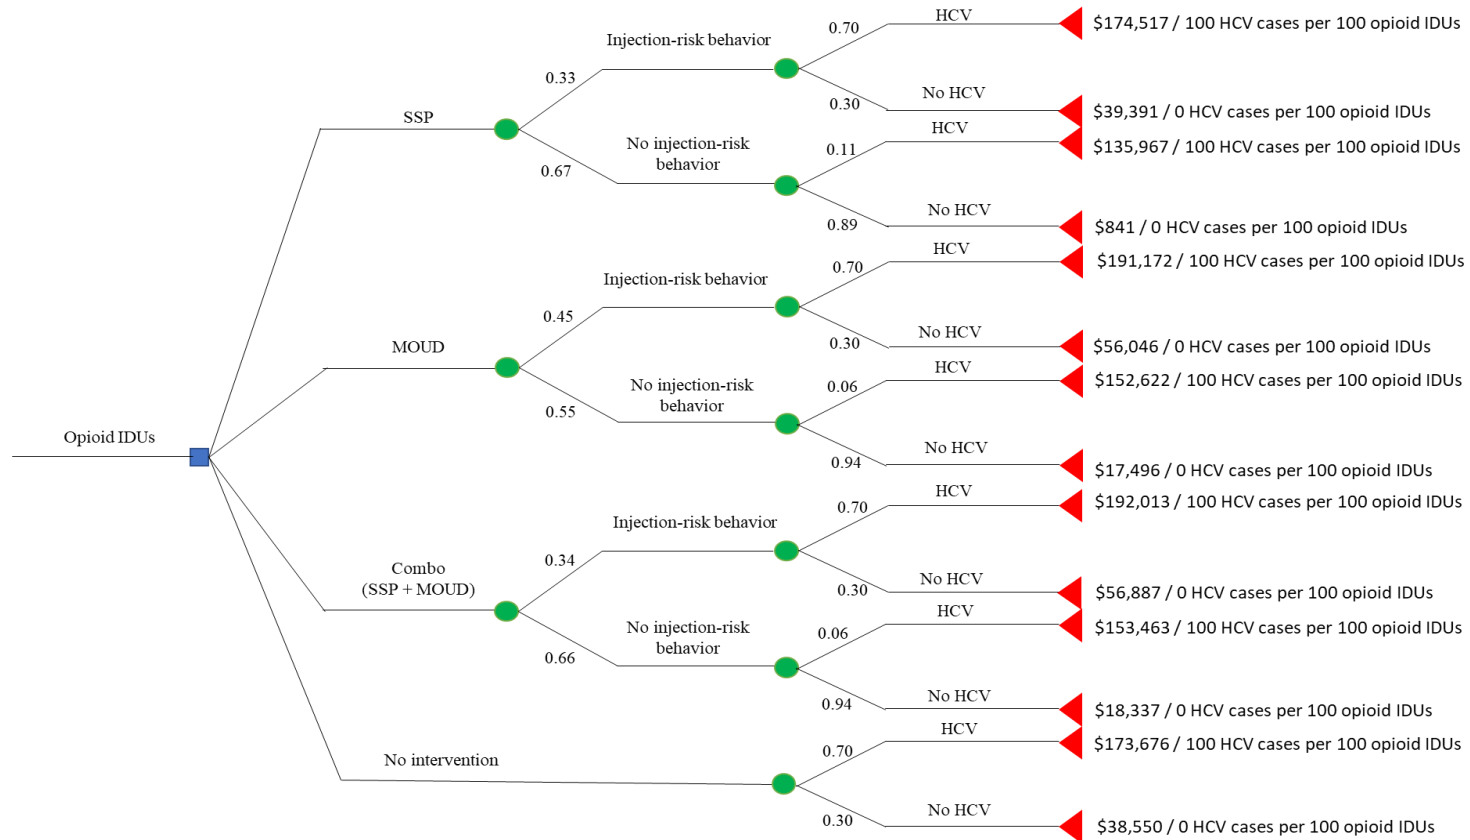 HCV
0.70
$174,517 / 100 HCV cases per 100 opioid IDUs
Injection-risk behavior
0.33
0.30
No HCV
$39,391 / 0 HCV cases per 100 opioid IDUs
SSP
HCV
0.11
$135,967 / 100 HCV cases per 100 opioid IDUs
No injection-risk
behavior
0.67
0.89
No HCV
$841 / 0 HCV cases per 100 opioid IDUs
HCV
0.70
$191,172 / 100 HCV cases per 100 opioid IDUs
Injection-risk behavior
0.45
0.30
No HCV
$56,046 / 0 HCV cases per 100 opioid IDUs
MOUD
HCV
0.06
$152,622 / 100 HCV cases per 100 opioid IDUs
No injection-risk
behavior
0.55
0.94
No HCV
$17,496 / 0 HCV cases per 100 opioid IDUs
Opioid IDUs
HCV
0.70
$192,013 / 100 HCV cases per 100 opioid IDUs
Injection-risk behavior
0.34
0.30
No HCV
$56,887 / 0 HCV cases per 100 opioid IDUs
Combo
(SSP + MOUD)
HCV
0.06
$153,463 / 100 HCV cases per 100 opioid IDUs
No injection-risk
behavior
0.66
0.94
No HCV
$18,337 / 0 HCV cases per 100 opioid IDUs
HCV
0.70
$173,676 / 100 HCV cases per 100 opioid IDUs
No intervention
0.30
No HCV
$38,550 / 0 HCV cases per 100 opioid IDUs